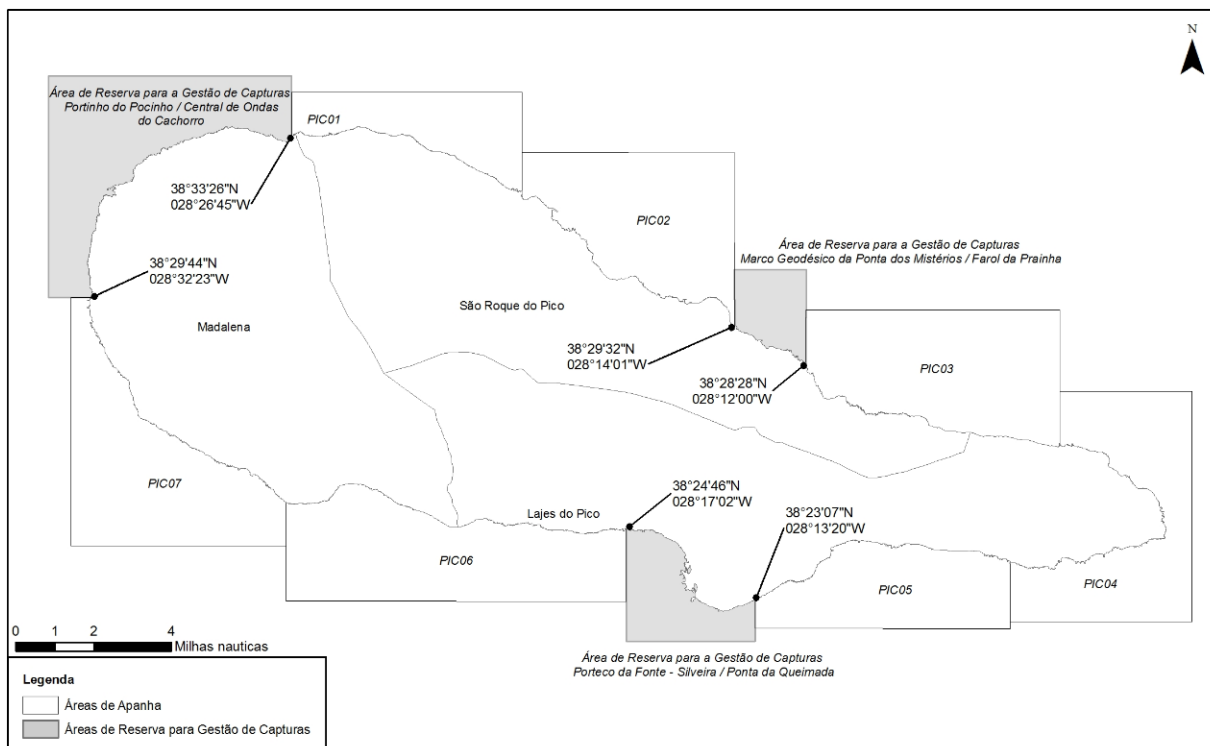 N
Área de Reserva para a Gestão de Capturas
Portinho do Pocinho / Central de Ondas
do Cachorro
PIC01
38°33'26"N
028°26'45"W
PIC02
Área de Reserva para a Gestão de Capturas
Marco Geodésico da Ponta dos Mistérios / Farol da Prainha
38°29'44"N
028°32'23"W
São Roque do Pico
Madalena
38°29'32"N
028°14'01"W
38°28'28"N
028°12'00"W
PIC03
PIC07
38°24'46"N
028°17'02"W
Lajes do Pico
38°23'07"N
028°13'20"W
PIC06
PIC05
PIC04
0 1 2 4
Milhas nauticas
Área de Reserva para a Gestão de Capturas
Porteco da Fonte - Silveira / Ponta da Queimada
Legenda
Áreas de Apanha
Áreas de Reserva para Gestão de Capturas